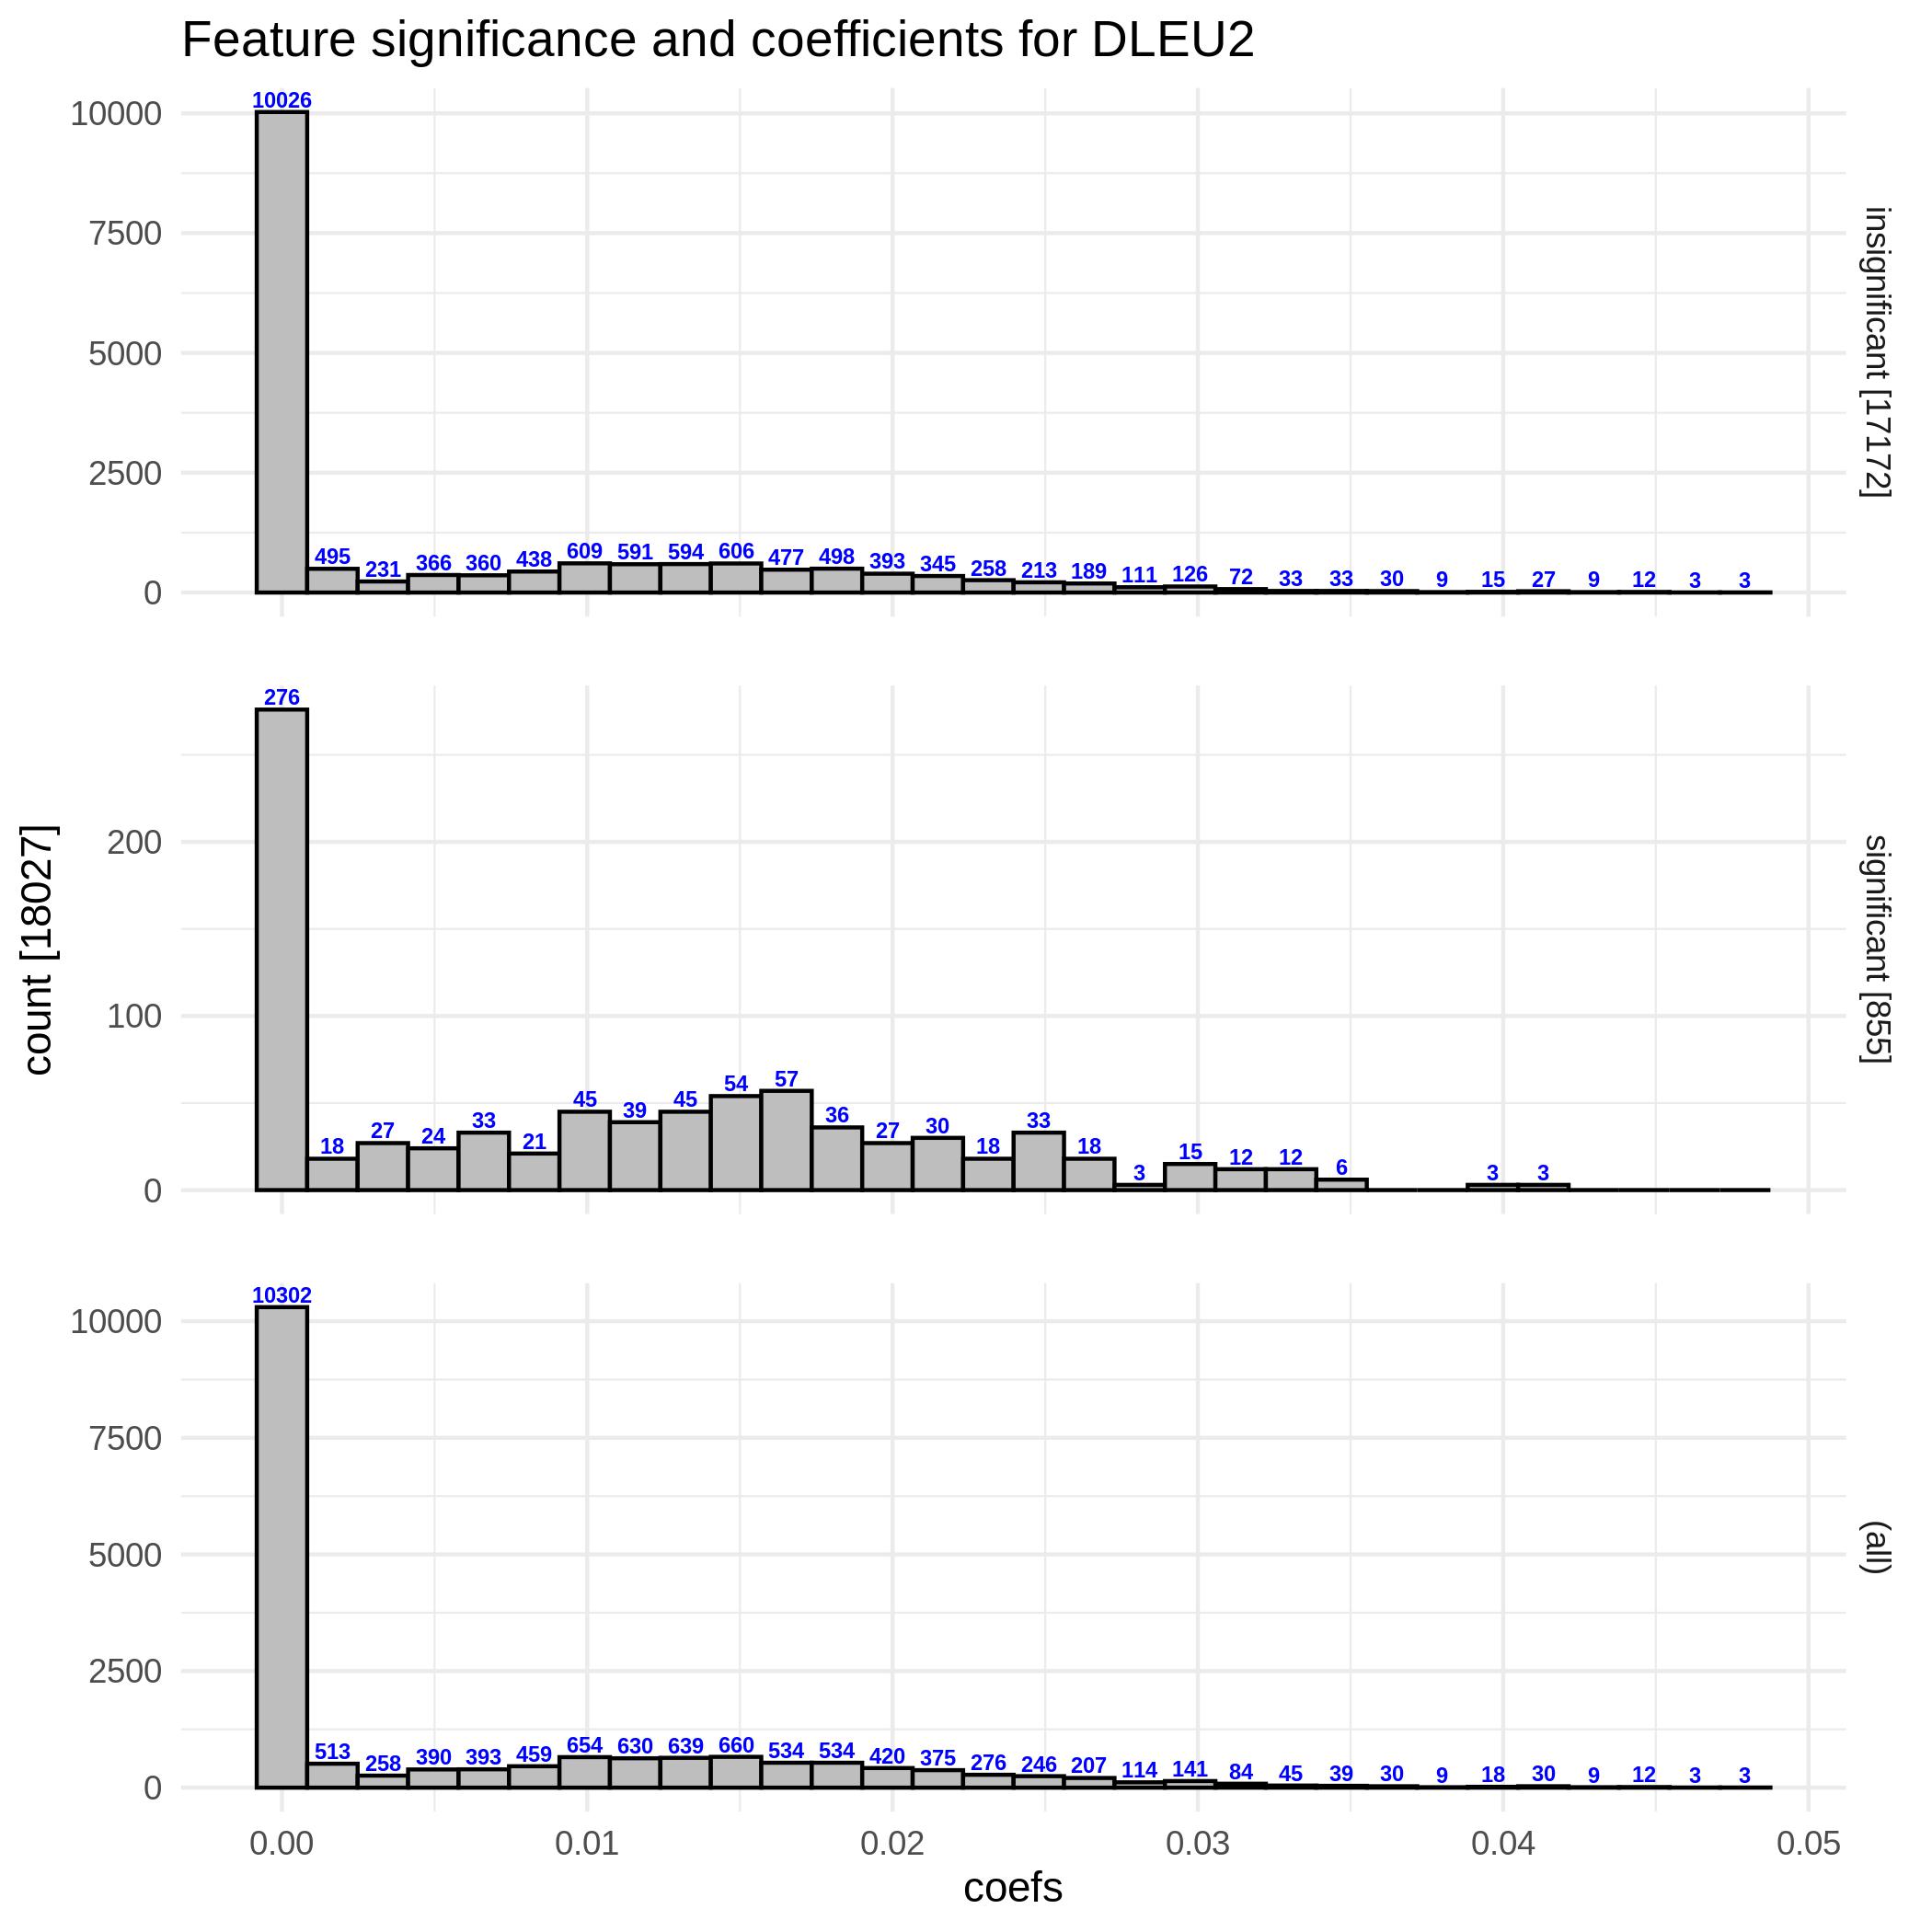 Feature significance and coefficients for DLEU2
count [18027]
10000
7500
5000
2500
0
10026 495 231 366 360 438 609 591 594 606 477 498 393 345 258 213 189 111 126 72 33 33 30 9 15 27 9 12 3 3
insignificant [17172]
200
100
0
276 18 27 24 33 21 45 39 45 54 57 36 27 30 18 33 18 3 15 12 12 6 3 3
significant [855]
10000
7500
5000
2500
0
10302 513 258 390 393 459 654 630 639 660 534 534 420 375 276 246 207 114 141 84 45 39 30 9 18 30 9 12 3 3
(all)
0.00 0.01 0.02 0.03 0.04 0.05
coefs